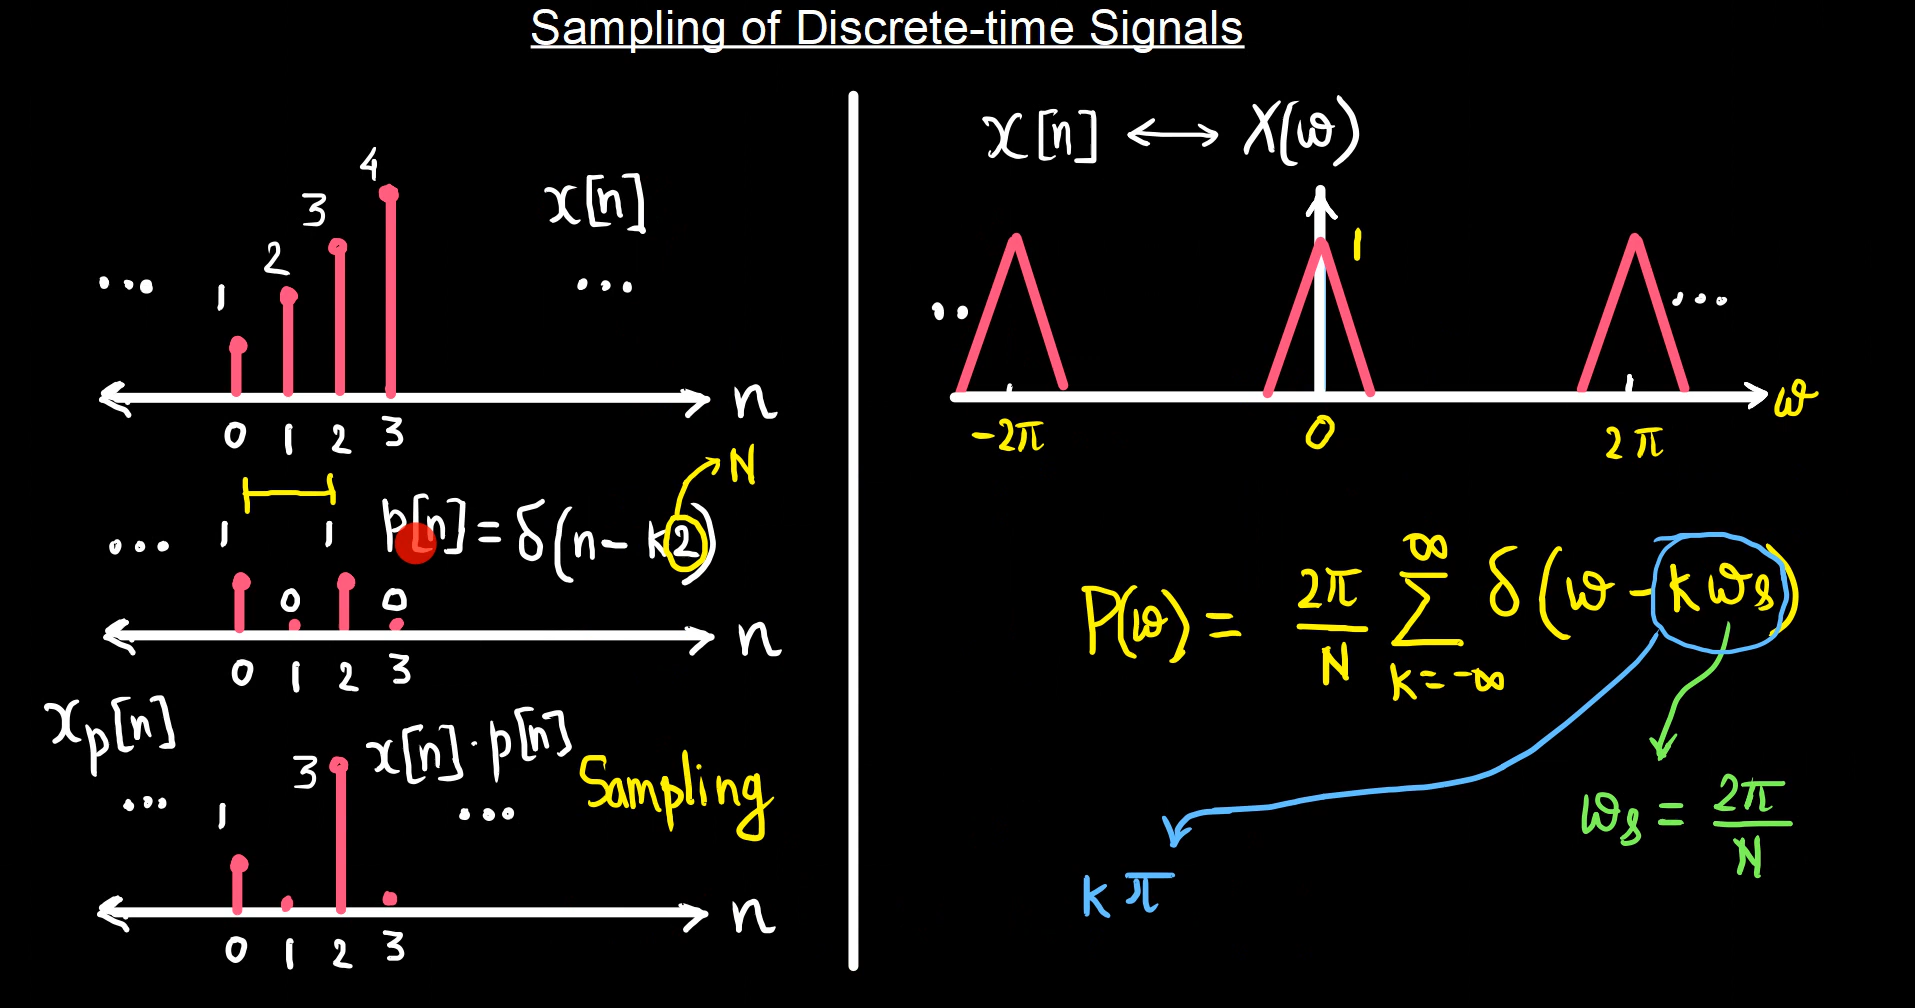 Sampling of Discrete-time Signals
4
3
2
1
x[n]
... ...
n
0 1 2 3
N
... 1 1 p[n] = δ(n - k2)
0 0
n
0 1 2 3
xp[n]
3 x[n] · p[n] Sampling
... 1 ...
n
0 1 2 3
x[n] ↔ X(ω)
1
.. ...
ω
-2π 0 2π
P(ω) = 2π/N ∑ k=-∞ ∞ δ(ω - kωs)
ωs = 2π/N
kπ